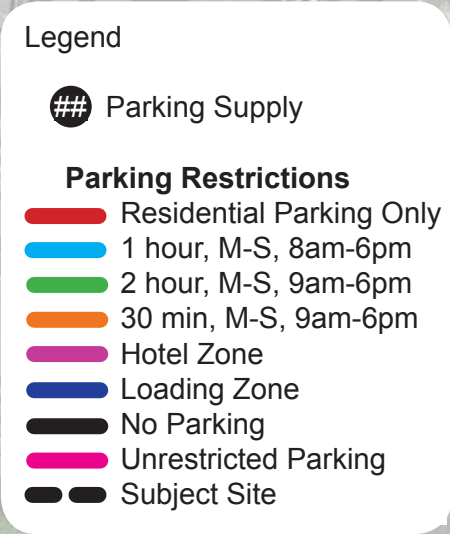 Legend
## Parking Supply
Parking Restrictions
Residential Parking Only
1 hour, M-S, 8am-6pm
2 hour, M-S, 9am-6pm
30 min, M-S, 9am-6pm
Hotel Zone
Loading Zone
No Parking
Unrestricted Parking
Subject Site